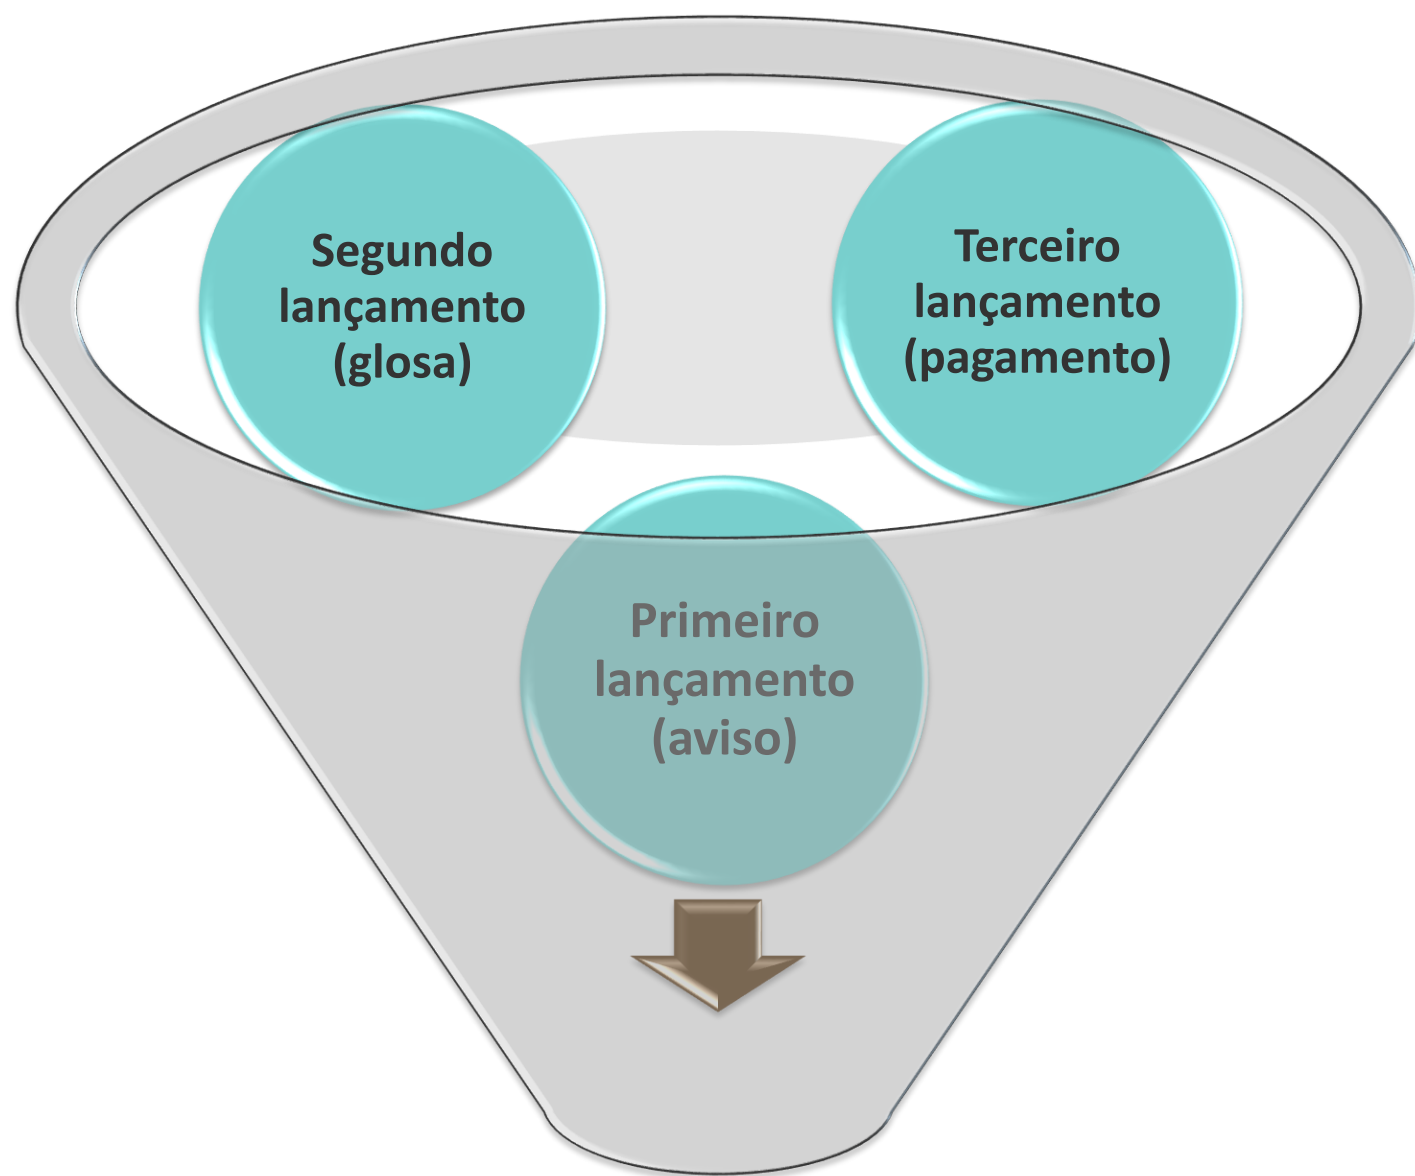 Segundo
lançamento
(glosa)
Terceiro
lançamento
(pagamento)
Primeiro
lançamento
(aviso)